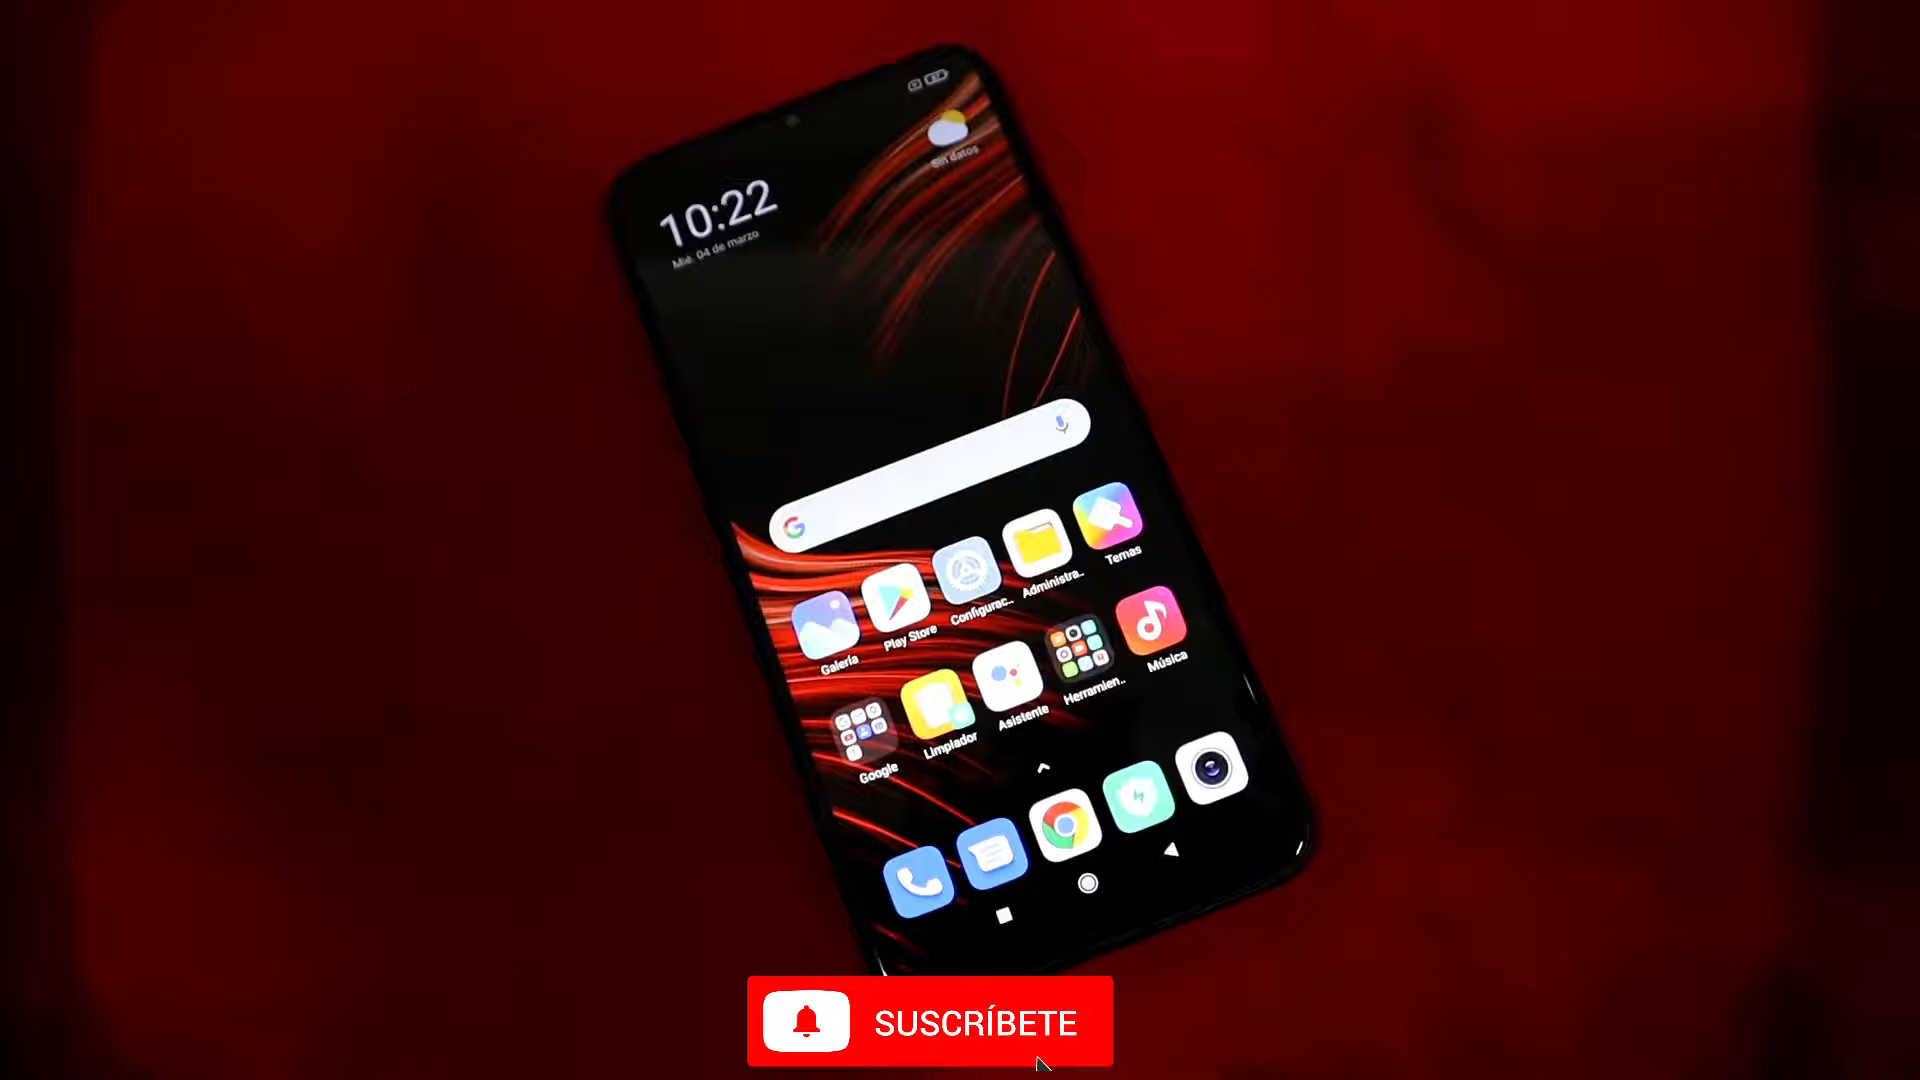 Sin datos
10:22
Mié. 04 de marzo
Galería
Play Store
Configurac..
Administra..
Temas
Google
Limpiador
Asistente
Herramien..
Música
SUSCRÍBETE